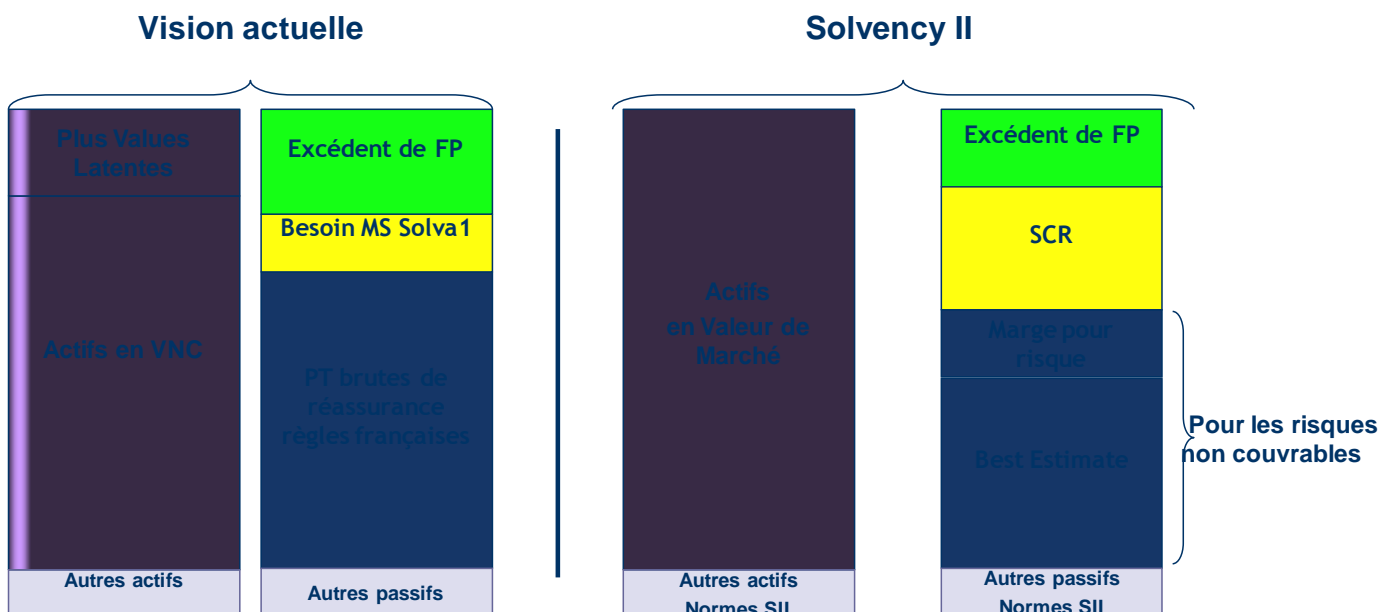 Vision actuelle
Solvency II
Plus Values
Latentes
Actifs en VNC
Autres actifs
Excédent de FP
Besoin MS Solva1
PT brutes de
réassurance
règles françaises
Autres passifs
Actifs
en Valeur de
Marché
Autres actifs
Normes SII
Excédent de FP
SCR
Marge pour
risque
Best Estimate
Autres passifs
Normes SII
Pour les risques
non couvrables